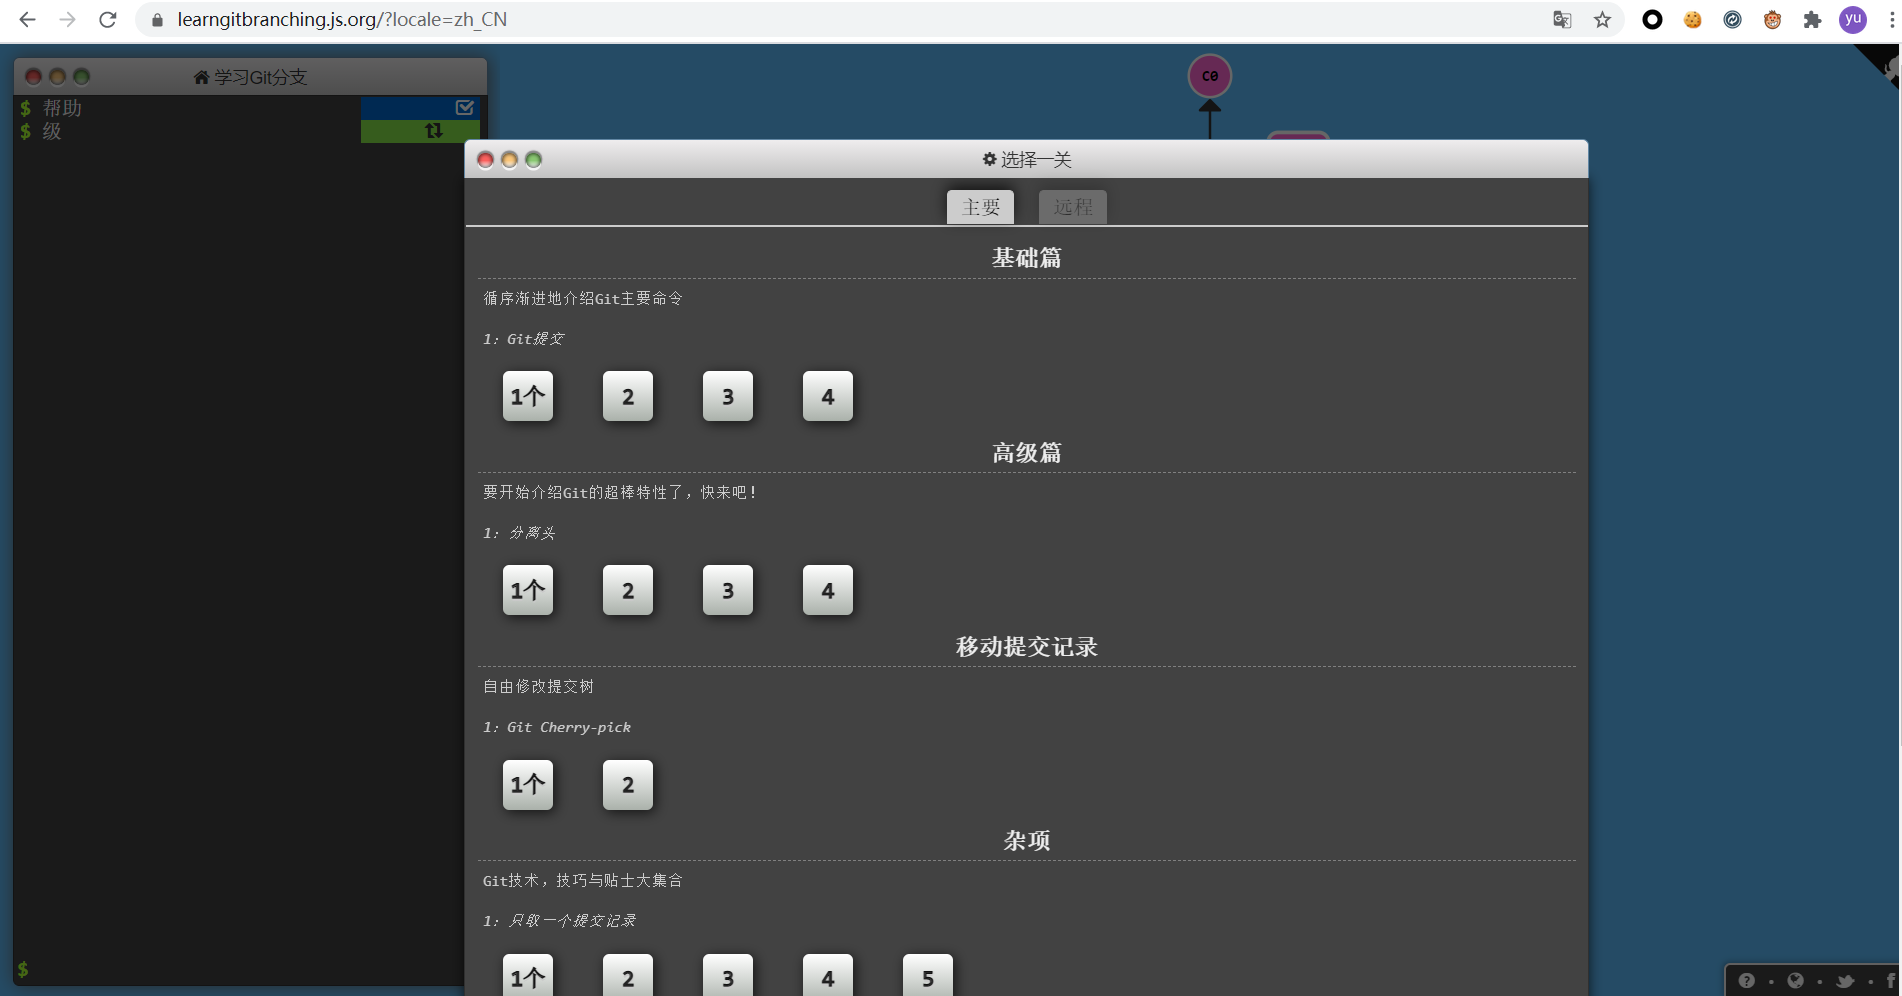 learngitbranching.js.org/?locale=zh_CN
yu
学习Git分支
$ 帮助
$ 级
C0
选择一关
主要 远程
基础篇
循序渐进地介绍Git主要命令
1: Git提交
1个 2 3 4
高级篇
要开始介绍Git的超棒特性了，快来吧！
1: 分离头
1个 2 3 4
移动提交记录
自由修改提交树
1: Git Cherry-pick
1个 2
杂项
Git技术，技巧与贴士大集合
1: 只取一个提交记录
1个 2 3 4 5
$